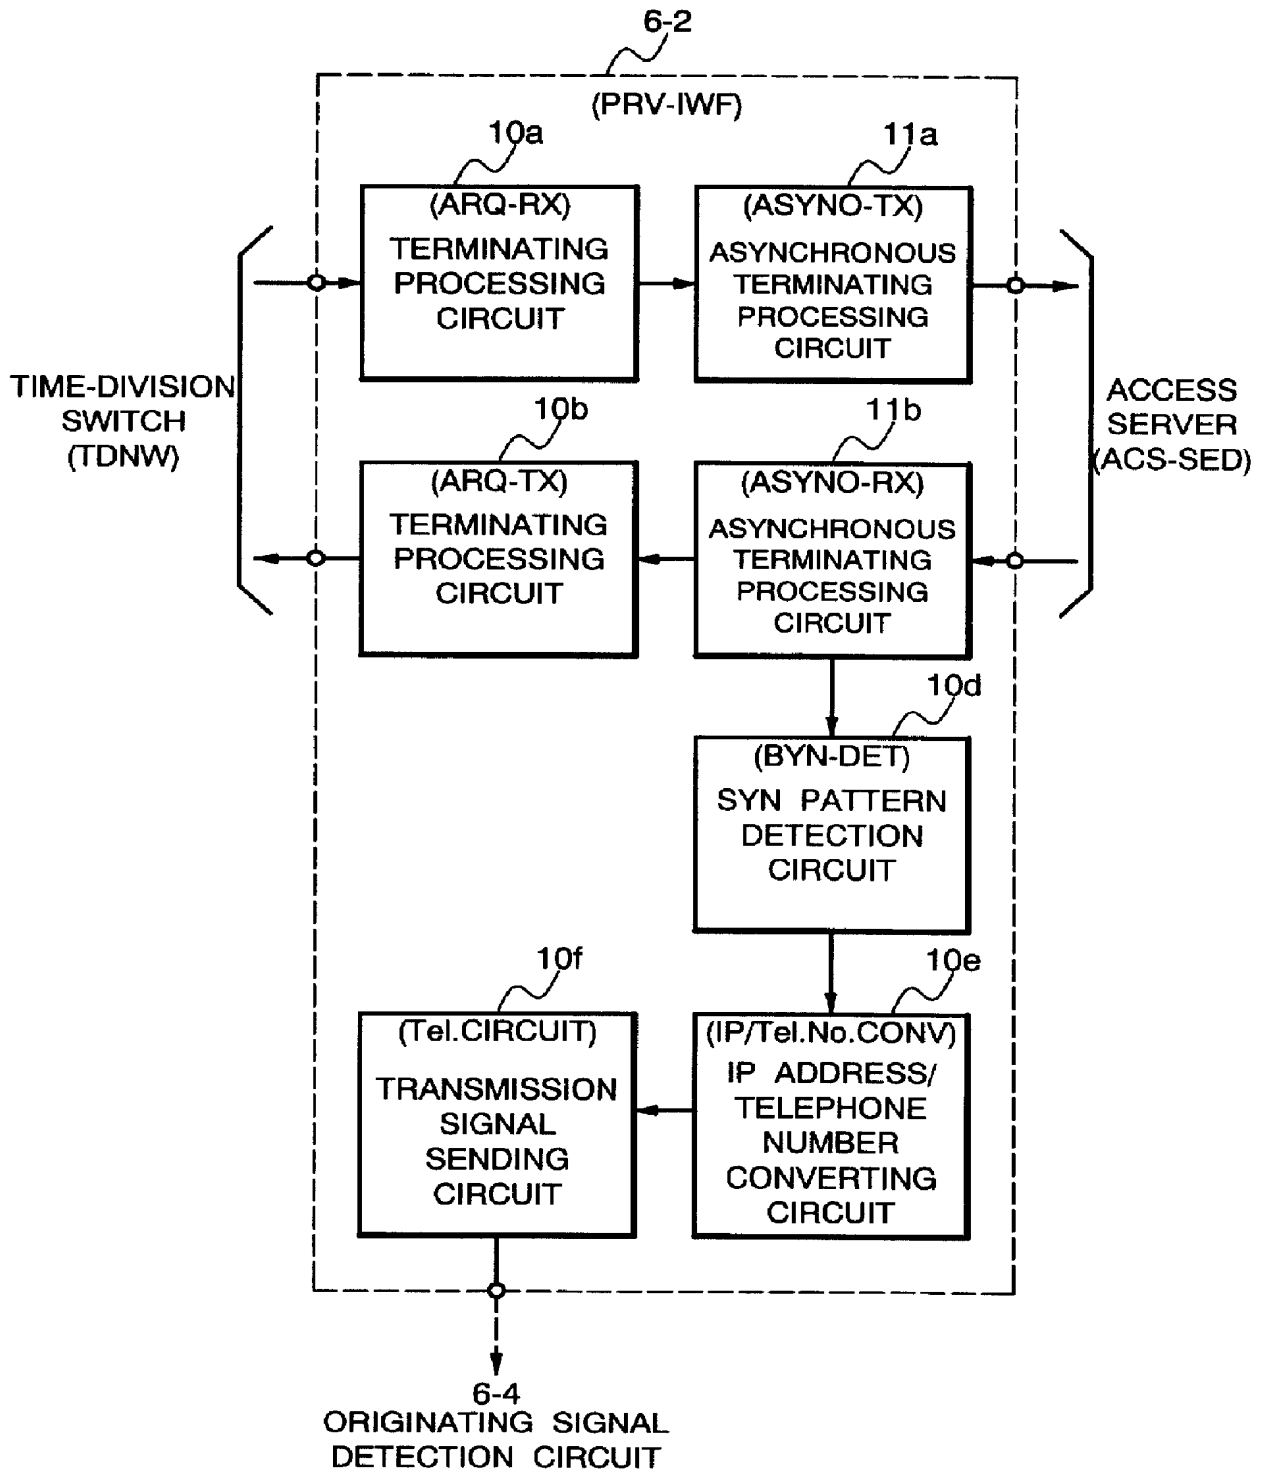 6-2
(PRV-IWF)
10a
11a
(ARQ-RX)
TERMINATING
PROCESSING
CIRCUIT
(ASYNO-TX)
ASYNCHRONOUS
TERMINATING
PROCESSING
CIRCUIT
TIME-DIVISION
SWITCH
(TDNW)
ACCESS
SERVER
(ACS-SED)
10b
11b
(ARQ-TX)
TERMINATING
PROCESSING
CIRCUIT
(ASYNO-RX)
ASYNCHRONOUS
TERMINATING
PROCESSING
CIRCUIT
10d
(BYN-DET)
SYN PATTERN
DETECTION
CIRCUIT
10f
10e
(Tel.CIRCUIT)
TRANSMISSION
SIGNAL
SENDING
CIRCUIT
(IP/Tel.No.CONV)
IP ADDRESS/
TELEPHONE
NUMBER
CONVERTING
CIRCUIT
6-4
ORIGINATING SIGNAL
DETECTION CIRCUIT